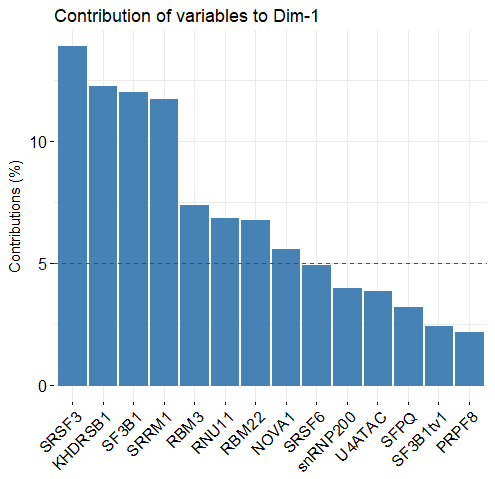 Contribution of variables to Dim-1
Contributions (%)
10
5
0
SRSF3
KHDRSB1
SF3B1
SRRM1
RBM3
RNU11
RBM22
NOVA1
SRSF6
snRNP200
U4ATAC
SFPQ
SF3B1tv1
PRPF8